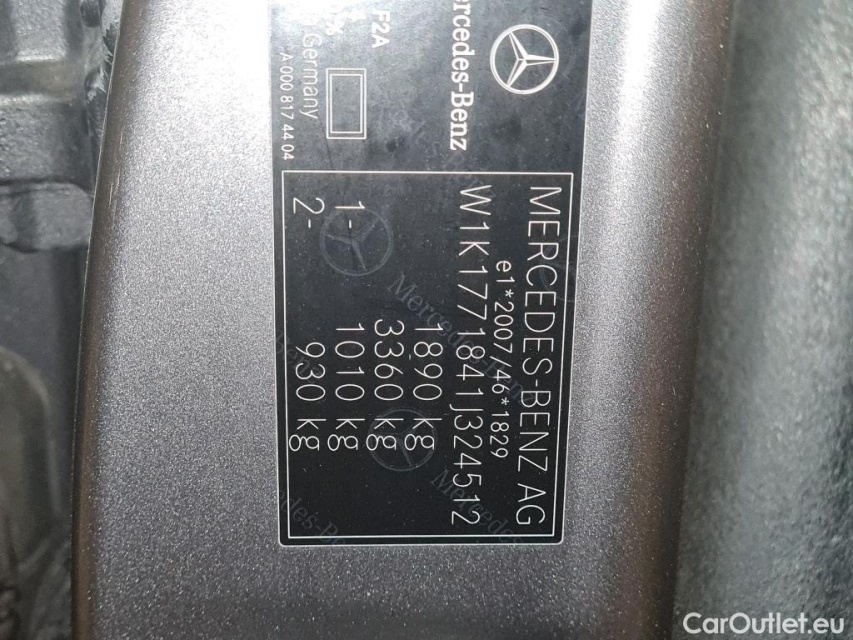 Mercedes-Benz
F2A
Germany
A 000 817 44 04
MERCEDES-BENZ AG
e1*2007/46*1829
W1K1771841J324512
1890 kg
3360 kg
1- 1010 kg
2- 930 kg
CarOutlet.eu